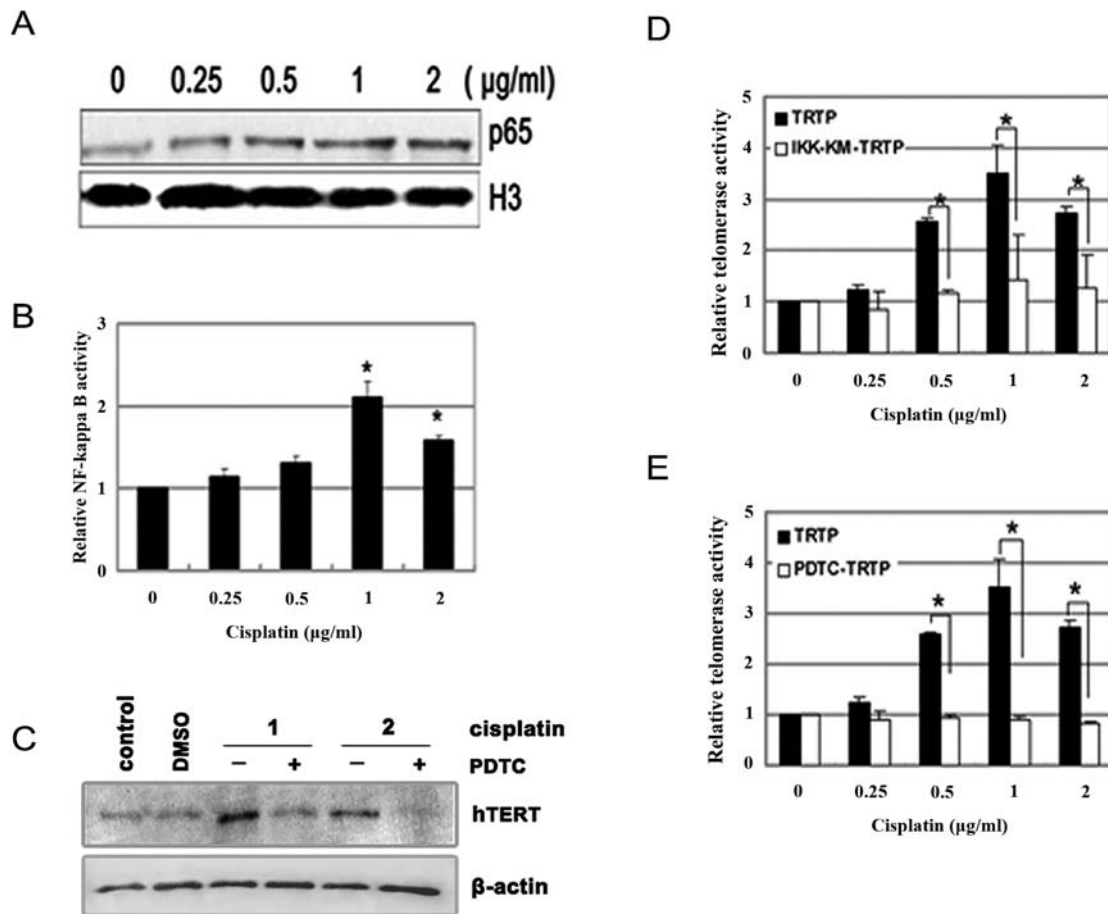 A
0 0.25 0.5 1 2 ( µg/ml)
p65
H3
B
Relative NF-kappa B activity
3
2
1
0
* *
0 0.25 0.5 1 2
Cisplatin (µg/ml)
C
control DMSO 1 2 cisplatin
− + − + PDTC
hTERT
β-actin
D
Relative telomerase activity
5
4
3
2
1
0
TRTP
IKK-KM-TRTP
* * *
0 0.25 0.5 1 2
Cisplatin (µg/ml)
E
Relative telomerase activity
5
4
3
2
1
0
TRTP
PDTC-TRTP
* * *
0 0.25 0.5 1 2
Cisplatin (µg/ml)